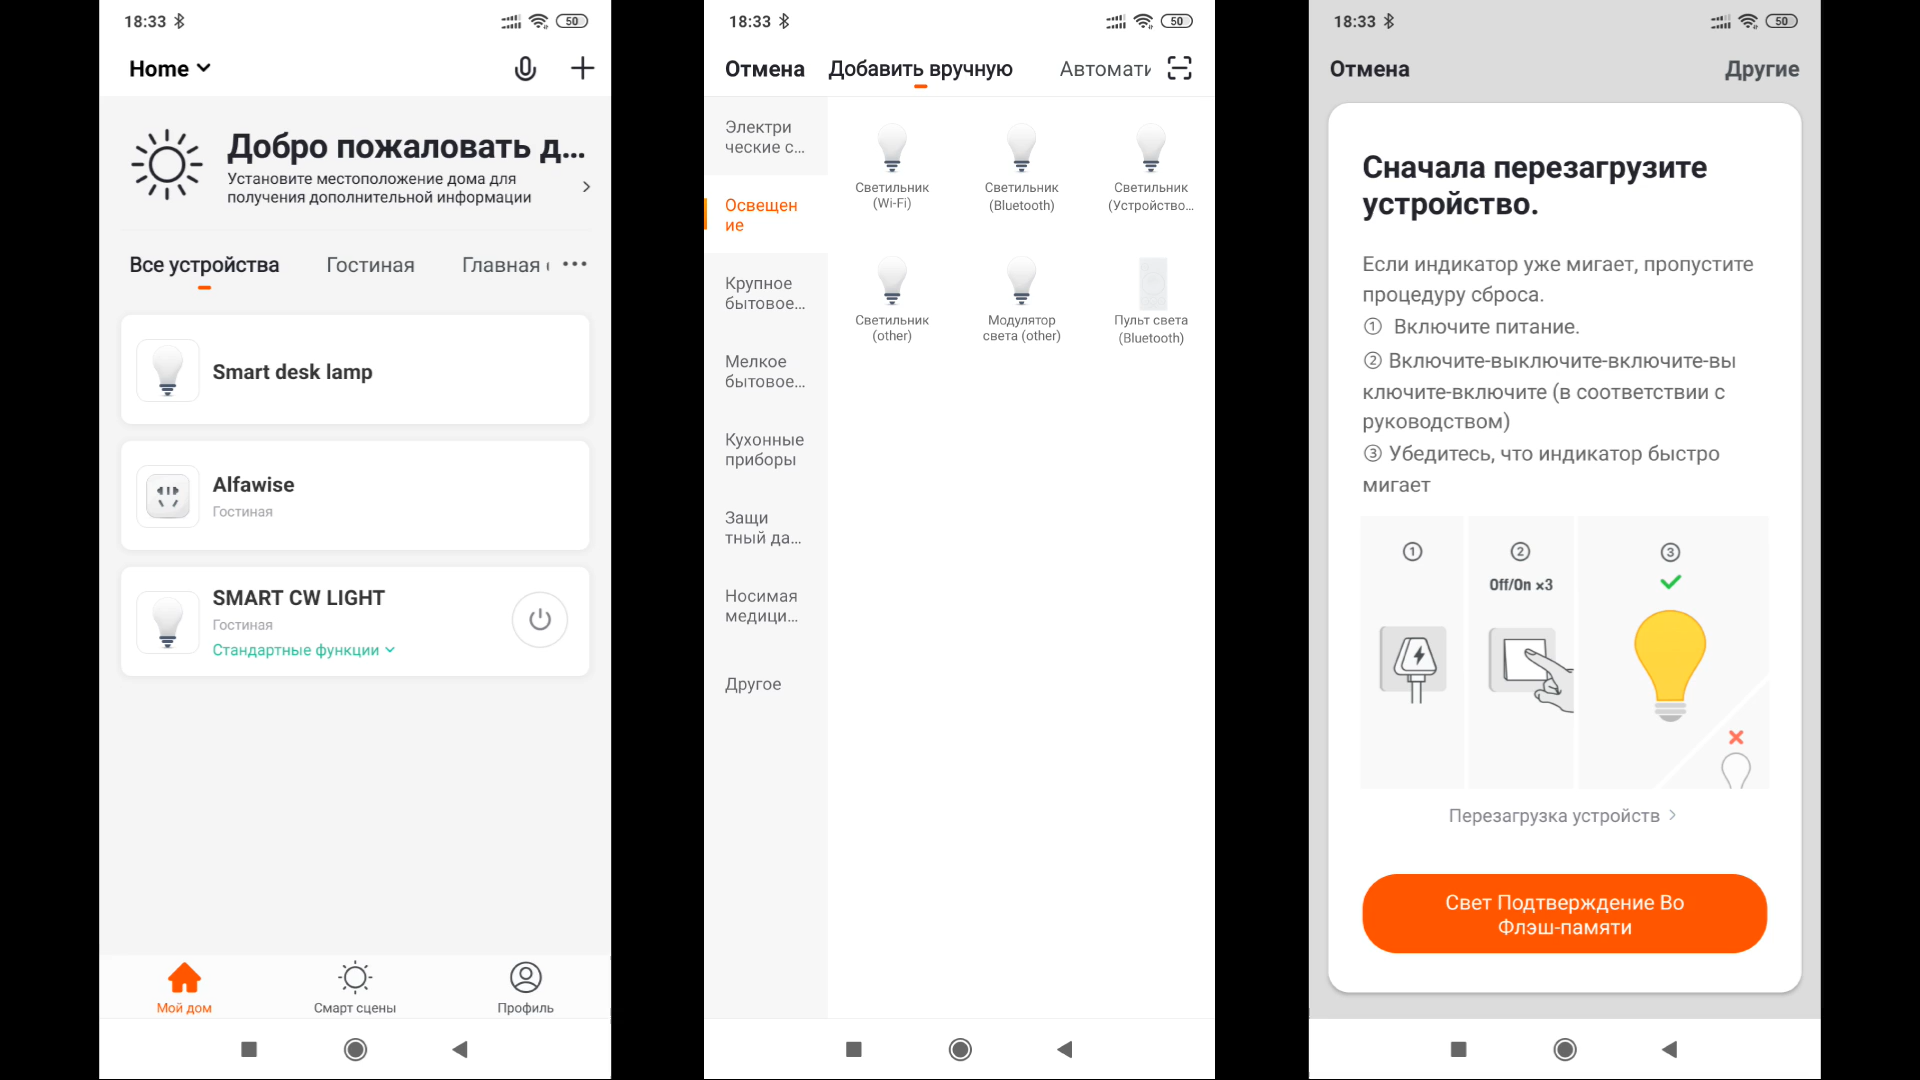 18:33
50
Home
Добро пожаловать д...
Установите местоположение дома для
получения дополнительной информации
Все устройства
Гостиная
Главная
Smart desk lamp
Alfawise
Гостиная
SMART CW LIGHT
Гостиная
Стандартные функции
Мой дом
Смарт сцены
Профиль
18:33
50
Отмена
Добавить вручную
Автомати
Электри
ческие с...
Освещен
ие
Крупное
бытовое...
Мелкое
бытовое...
Кухонные
приборы
Защи
тный да...
Носимая
медици...
Другое
Светильник
(Wi-Fi)
Светильник
(Bluetooth)
Светильник
(Устройство...
Светильник
(other)
Модулятор
света (other)
Пульт света
(Bluetooth)
18:33
50
Отмена
Другие
Сначала перезагрузите
устройство.
Если индикатор уже мигает, пропустите
процедуру сброса.
① Включите питание.
② Включите-выключите-включите-вы
ключите-включите (в соответствии с
руководством)
③ Убедитесь, что индикатор быстро
мигает
①
②
Off/On ×3
③
Перезагрузка устройств
Свет Подтверждение Во
Флэш-памяти